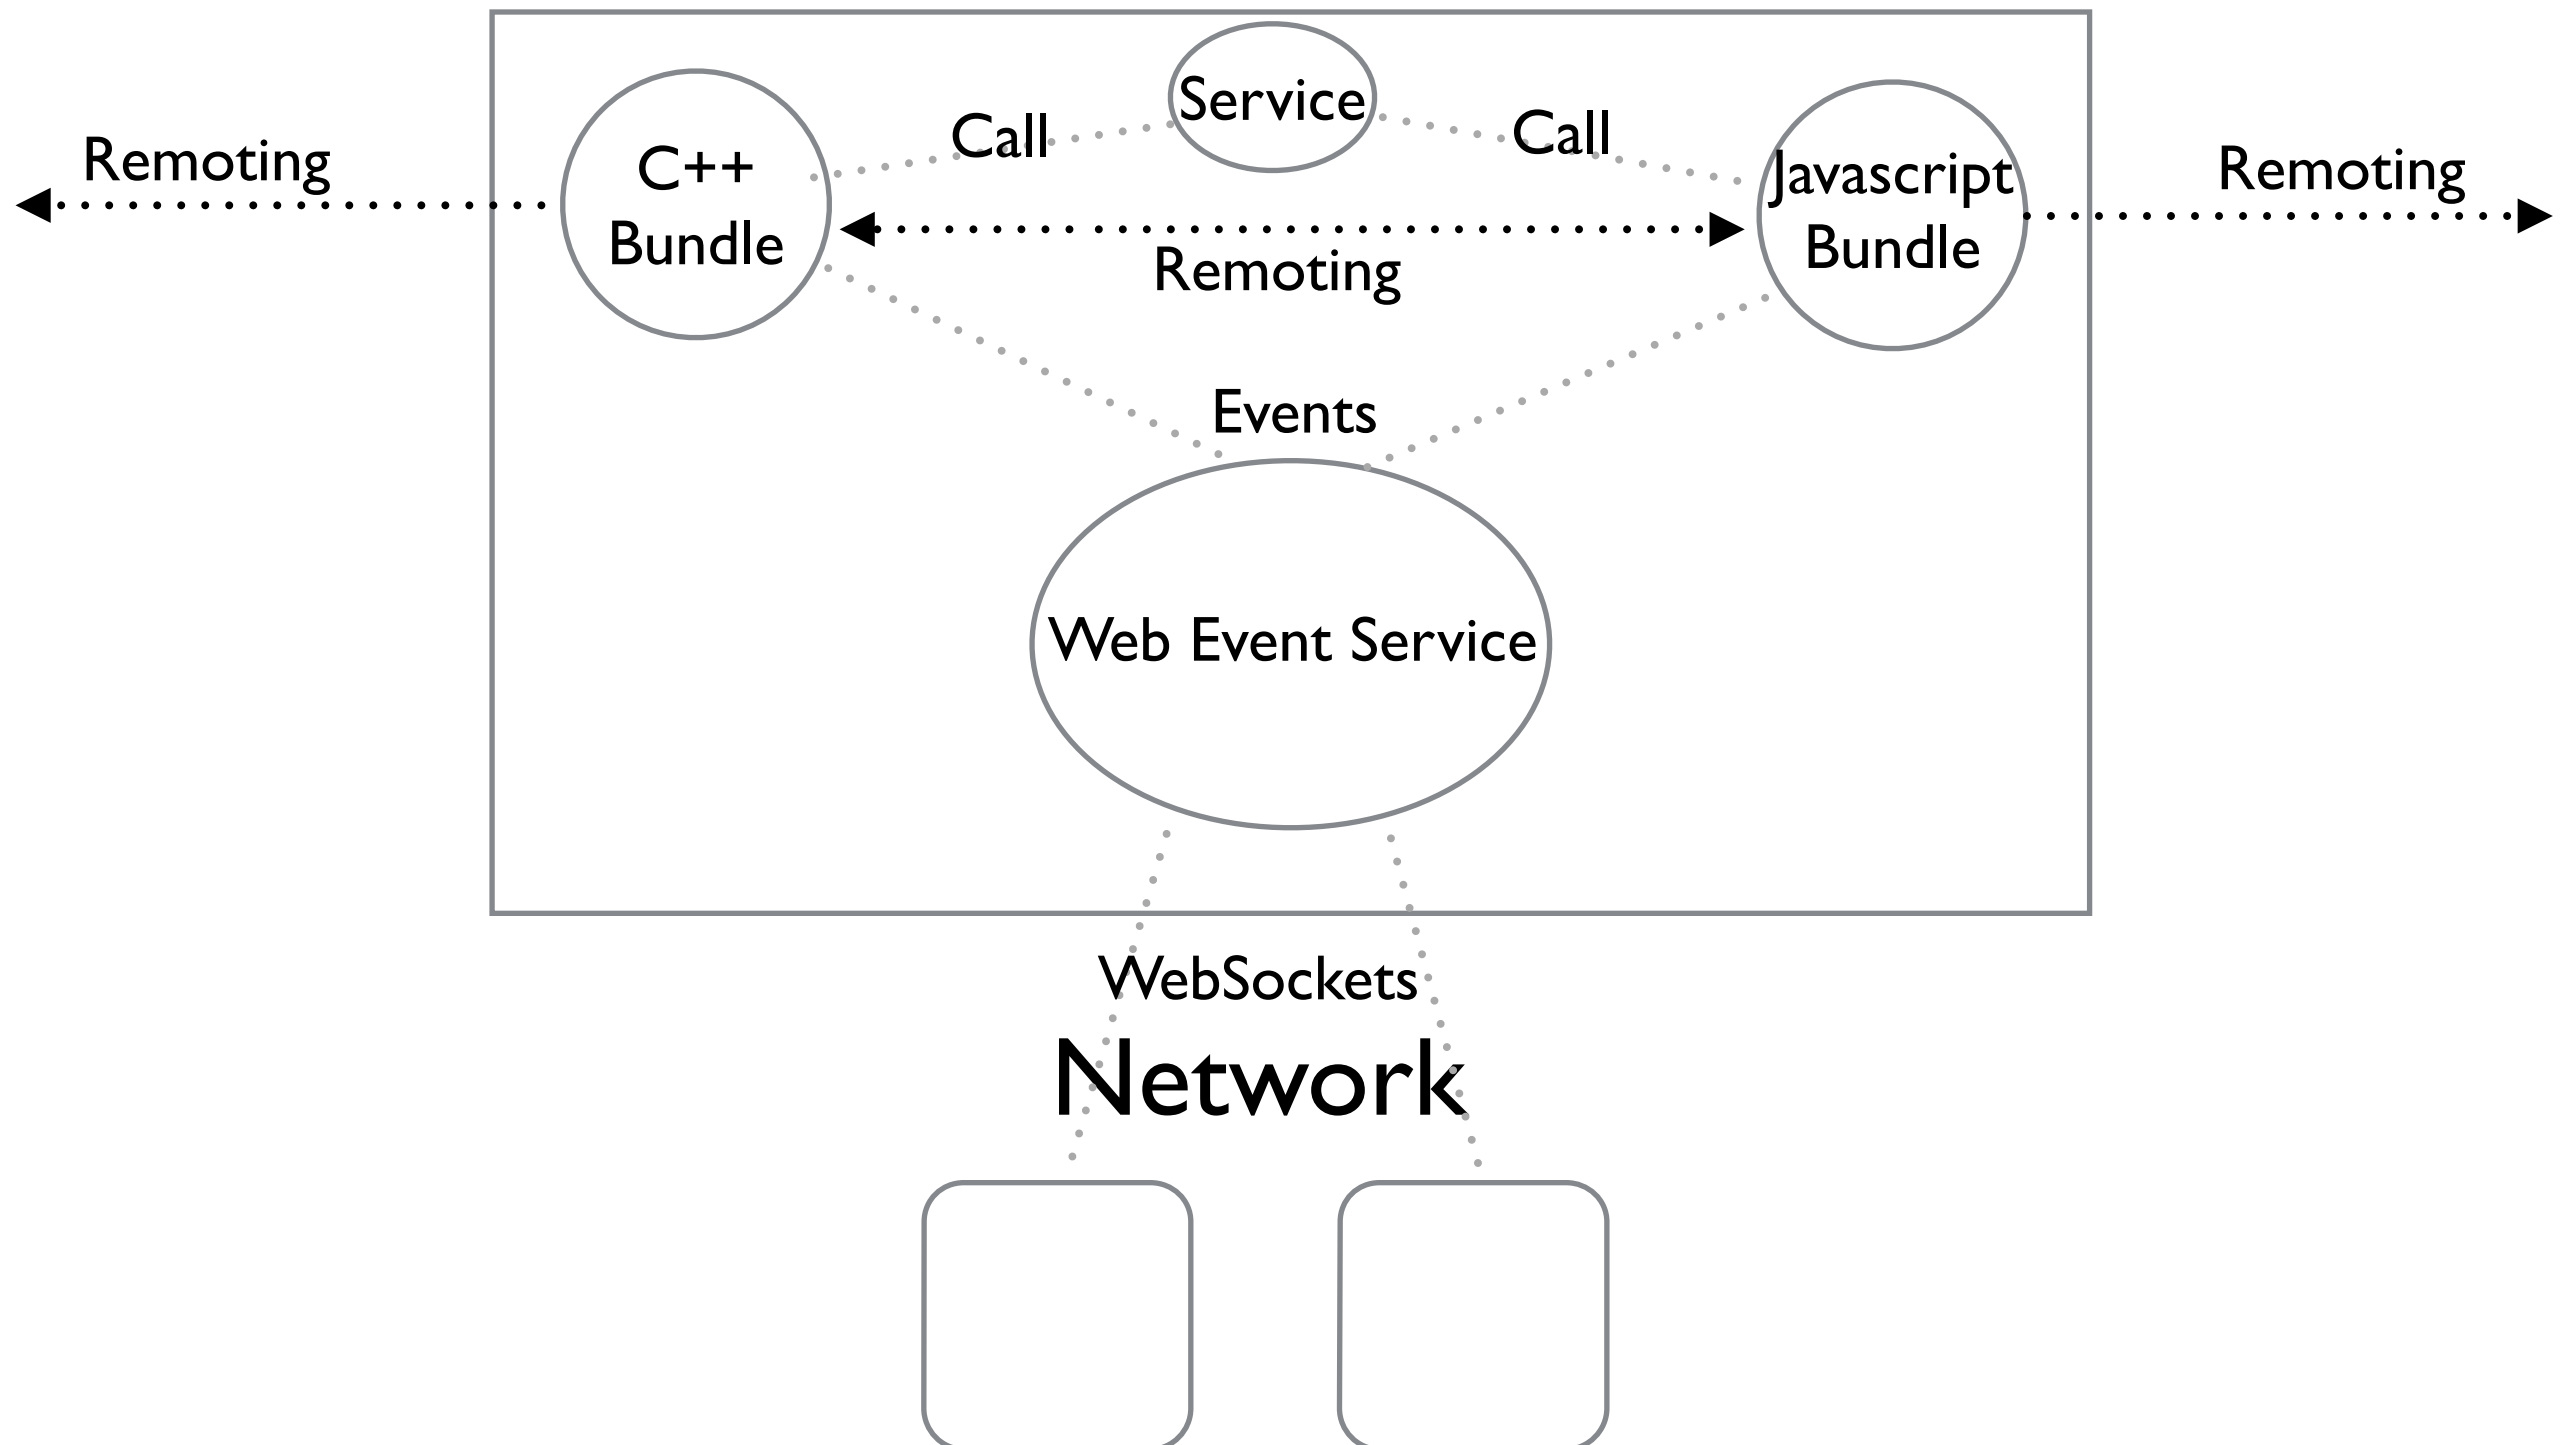 Service
Call
Call
Remoting
C++
Bundle
Javascript
Bundle
Remoting
Remoting
Events
Web Event Service
WebSockets
Network